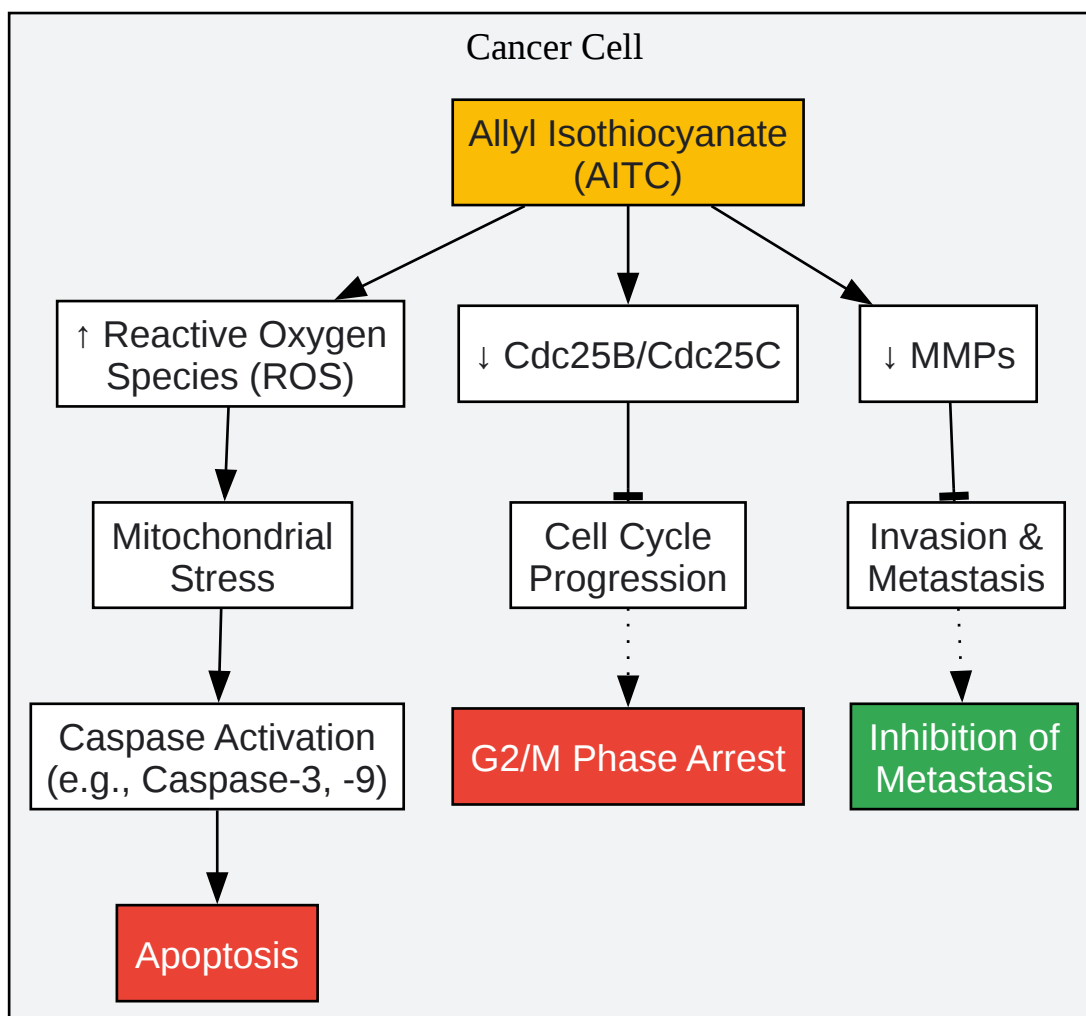 Cancer Cell
Allyl Isothiocyanate
(AITC)
↑ Reactive Oxygen
Species (ROS)
↓ Cdc25B/Cdc25C
↓ MMPs
Mitochondrial
Stress
Cell Cycle
Progression
Invasion &
Metastasis
Caspase Activation
(e.g., Caspase-3, -9)
G2/M Phase Arrest
Inhibition of
Metastasis
Apoptosis